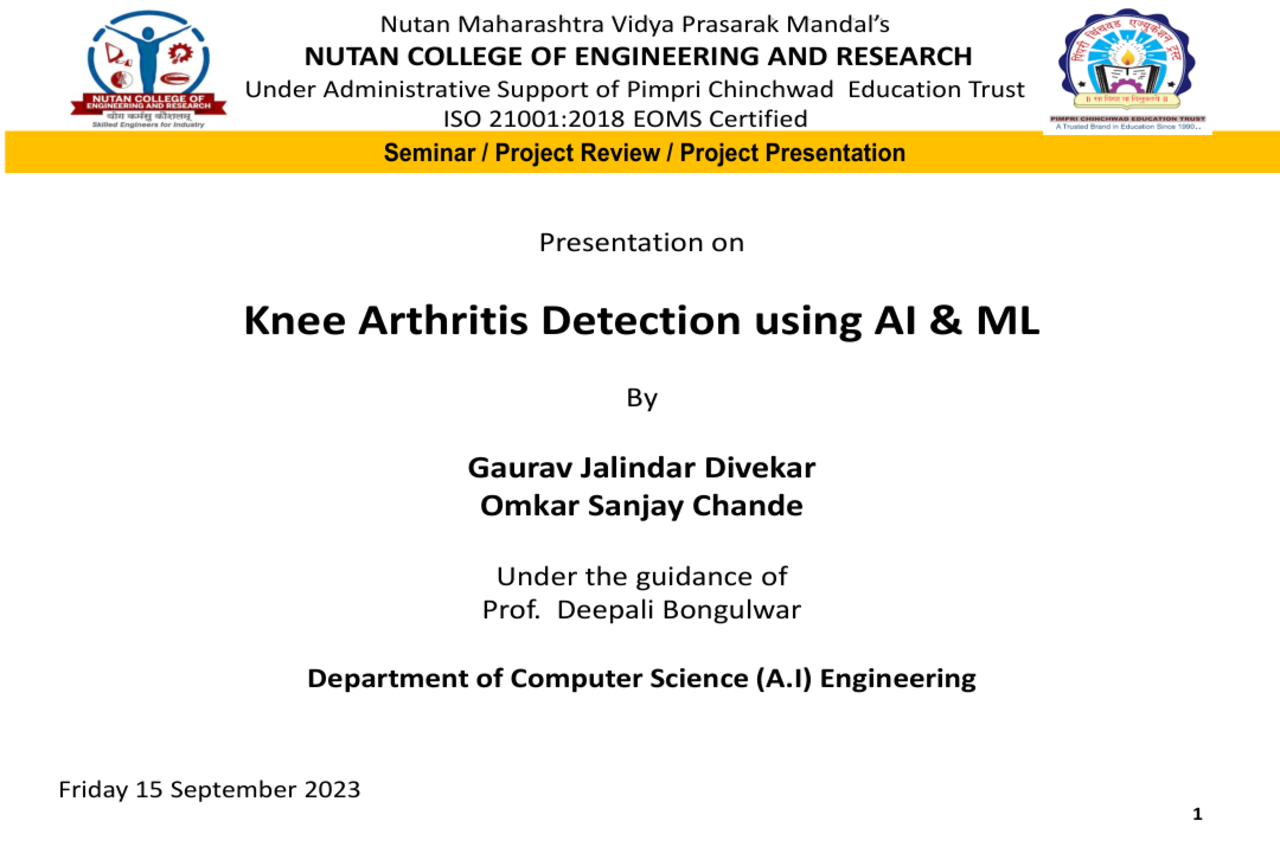 Nutan Maharashtra Vidya Prasarak Mandal’s
NUTAN COLLEGE OF ENGINEERING AND RESEARCH
Under Administrative Support of Pimpri Chinchwad Education Trust
ISO 21001:2018 EOMS Certified
NUTAN COLLEGE OF
ENGINEERING AND RESEARCH
योग कर्मसु कौशलम्
Skilled Engineers for Industry
पिंपरी चिंचवड एज्युकेशन ट्रस्ट
PIMPRI CHINCHWAD EDUCATION TRUST
A Trusted Brand in Education Since 1990...
Seminar / Project Review / Project Presentation
Presentation on
Knee Arthritis Detection using AI & ML
By
Gaurav Jalindar Divekar
Omkar Sanjay Chande
Under the guidance of
Prof. Deepali Bongulwar
Department of Computer Science (A.I) Engineering
Friday 15 September 2023
1